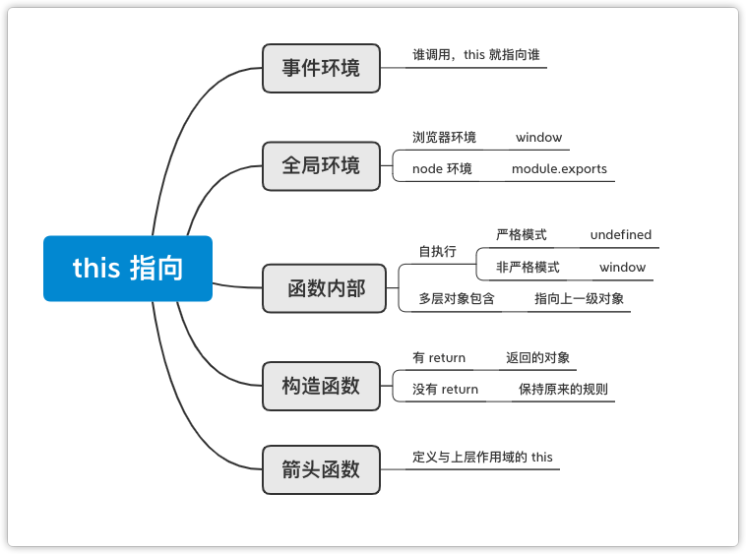 this 指向
事件环境
谁调用，this 就指向谁
全局环境
浏览器环境
window
node 环境
module.exports
函数内部
自执行
严格模式
undefined
非严格模式
window
多层对象包含
指向上一级对象
构造函数
有 return
返回的对象
没有 return
保持原来的规则
箭头函数
定义与上层作用域的 this